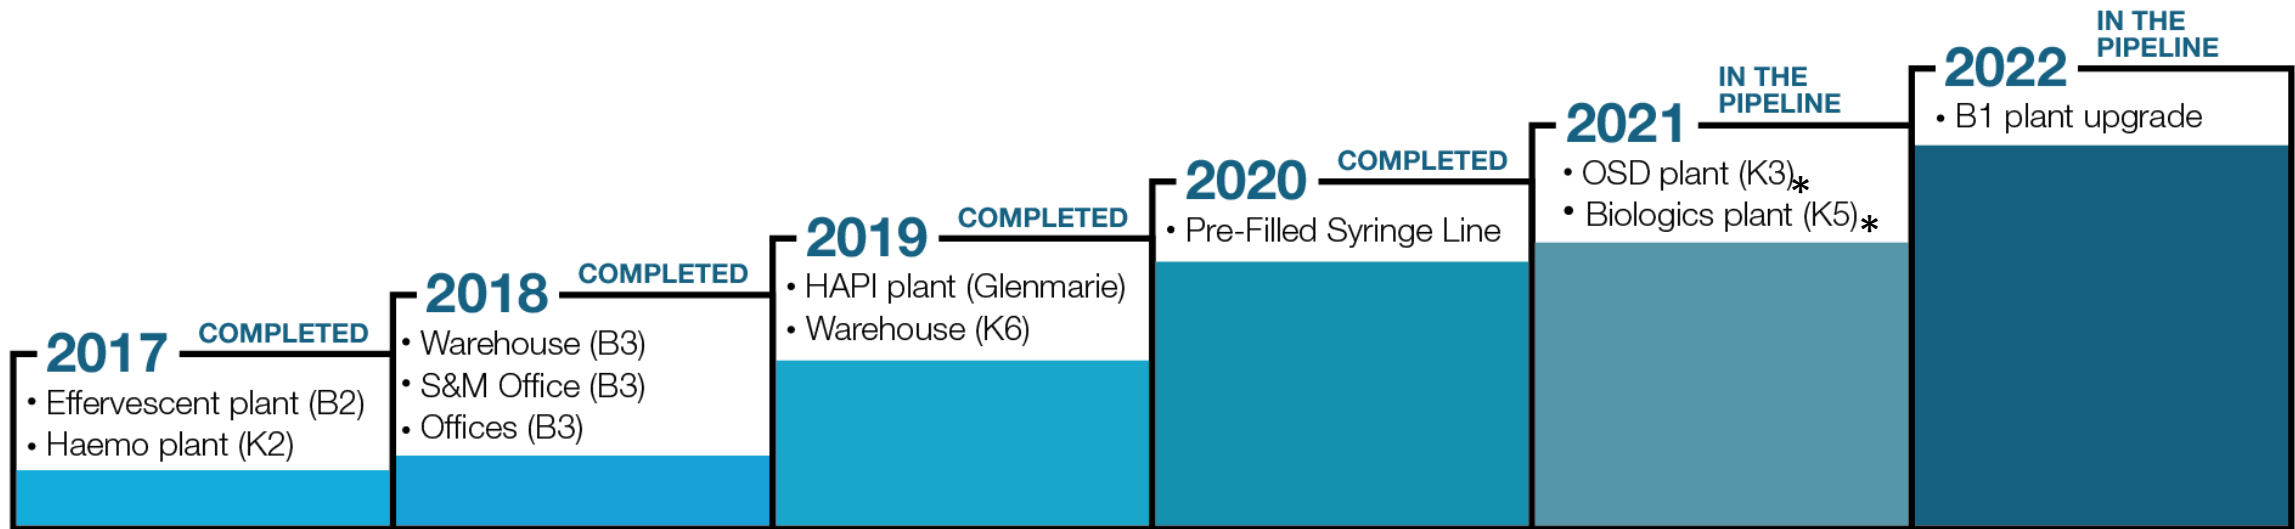 2017 COMPLETED
• Effervescent plant (B2)
• Haemo plant (K2)
2018 COMPLETED
• Warehouse (B3)
• S&M Office (B3)
• Offices (B3)
2019 COMPLETED
• HAPI plant (Glenmarie)
• Warehouse (K6)
2020 COMPLETED
• Pre-Filled Syringe Line
2021 IN THE
PIPELINE
• OSD plant (K3)*
• Biologics plant (K5)*
2022 IN THE
PIPELINE
• B1 plant upgrade